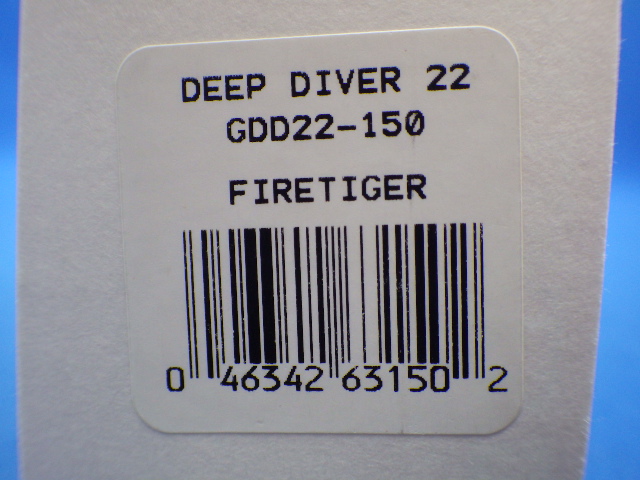 DEEP DIVER 22
GDD22-150
FIRETIGER
0 46342 63150 2